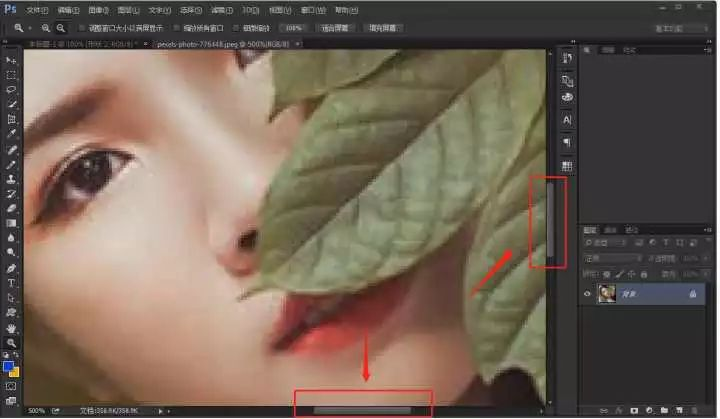 Ps 文件(F) 编辑(E) 图像(I) 图层(L) 文字(Y) 选择(S) 滤镜(T) 3D(D) 视图(V) 窗口(W) 帮助(H)
调整窗口大小以满屏显示 缩放所有窗口 细微缩放 100% 适合屏幕 填充屏幕 基本功能
未标题-1 @ 100% (形状 2, RGB/8) * × pexels-photo-776448.jpeg @ 500%(RGB/8) ×
图层 通道 路径
类型
正常 不透明度: 100%
锁定: 填充: 100%
背景
500% 文档:358.9K/358.9K